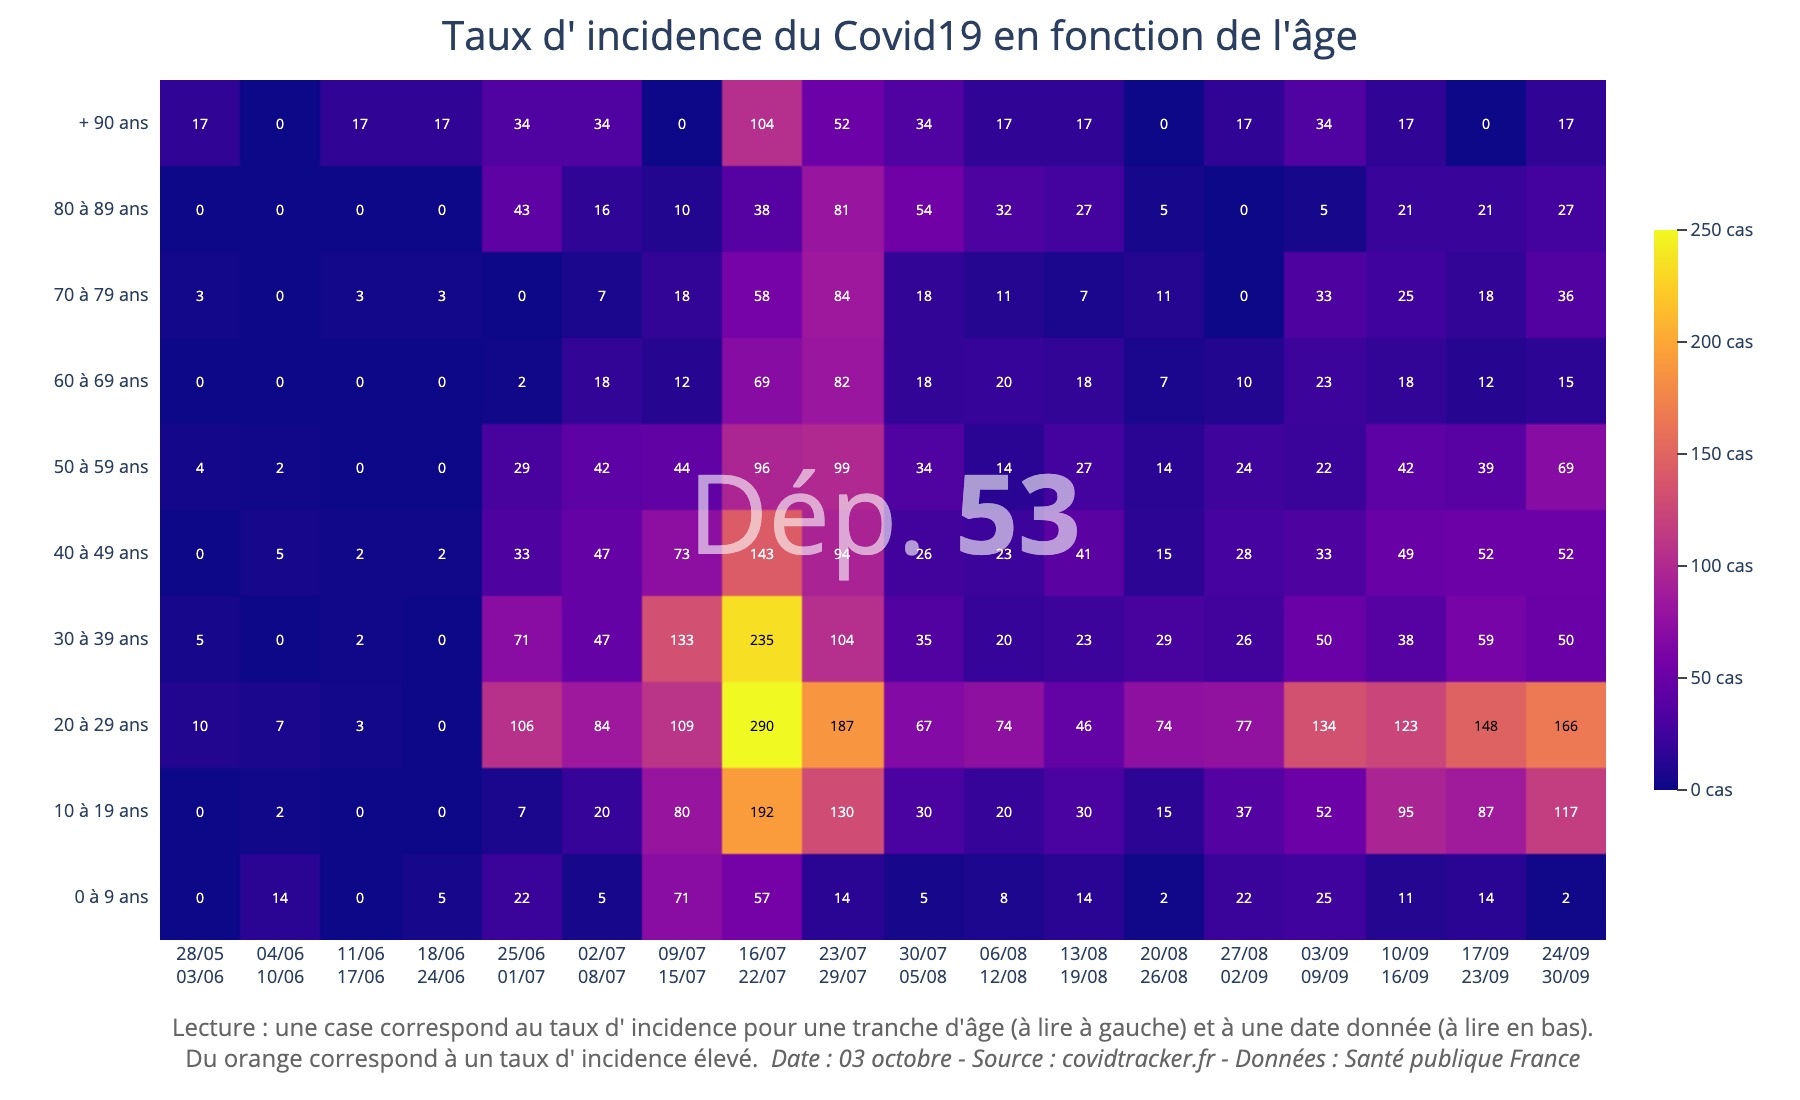 Taux d' incidence du Covid19 en fonction de l'âge
+ 90 ans 17 0 17 17 34 34 0 104 52 34 17 17 0 17 34 17 0 17
80 à 89 ans 0 0 0 0 43 16 10 38 81 54 32 27 5 0 5 21 21 27
250 cas
70 à 79 ans 3 0 3 3 0 7 18 58 84 18 11 7 11 0 33 25 18 36
200 cas
60 à 69 ans 0 0 0 0 2 18 12 69 82 18 20 18 7 10 23 18 12 15
150 cas
50 à 59 ans 4 2 0 0 29 42 44 96 99 34 14 27 14 24 22 42 39 69
Dép. 53
40 à 49 ans 0 5 2 2 33 47 73 143 94 26 23 41 15 28 33 49 52 52
100 cas
30 à 39 ans 5 0 2 0 71 47 133 235 104 35 20 23 29 26 50 38 59 50
50 cas
20 à 29 ans 10 7 3 0 106 84 109 290 187 67 74 46 74 77 134 123 148 166
0 cas
10 à 19 ans 0 2 0 0 7 20 80 192 130 30 20 30 15 37 52 95 87 117
0 à 9 ans 0 14 0 5 22 5 71 57 14 5 8 14 2 22 25 11 14 2
28/05 04/06 11/06 18/06 25/06 02/07 09/07 16/07 23/07 30/07 06/08 13/08 20/08 27/08 03/09 10/09 17/09 24/09
03/06 10/06 17/06 24/06 01/07 08/07 15/07 22/07 29/07 05/08 12/08 19/08 26/08 02/09 09/09 16/09 23/09 30/09
Lecture : une case correspond au taux d' incidence pour une tranche d'âge (à lire à gauche) et à une date donnée (à lire en bas).
Du orange correspond à un taux d' incidence élevé. Date : 03 octobre - Source : covidtracker.fr - Données : Santé publique France